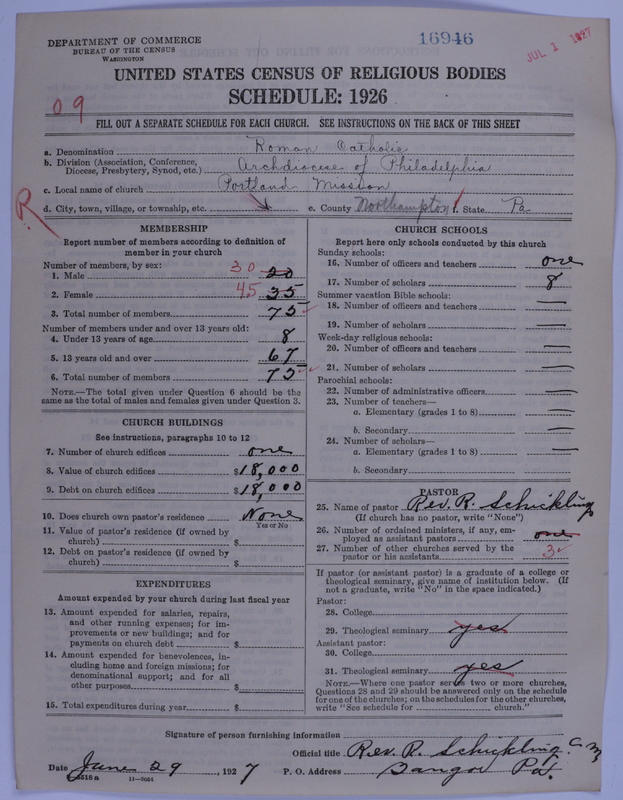 DEPARTMENT OF COMMERCE
BUREAU OF THE CENSUS
WASHINGTON
16946
JUL 1 1927
UNITED STATES CENSUS OF RELIGIOUS BODIES
SCHEDULE: 1926
09
FILL OUT A SEPARATE SCHEDULE FOR EACH CHURCH. SEE INSTRUCTIONS ON THE BACK OF THIS SHEET
a. Denomination Roman Catholic
b. Division (Association, Conference, Diocese, Presbytery, Synod, etc.) Archdiocese of Philadelphia
c. Local name of church Portland Mission
R
d. City, town, village, or township, etc. e. County Northampton f. State Pa
MEMBERSHIP
Report number of members according to definition of
member in your church
Number of members, by sex:
1. Male 30 20
2. Female 45 35
3. Total number of members 75
Number of members under and over 13 years old:
4. Under 13 years of age 8
5. 13 years old and over 67
6. Total number of members 75
NOTE.—The total given under Question 6 should be
same as the total of males and females given under Question 3.
CHURCH BUILDINGS
See instructions, paragraphs 10 to 12
7. Number of church edifices one
8. Value of church edifices $18,000
9. Debt on church edifices $18,000
10. Does church own pastor's residence None
Yes or No
11. Value of pastor's residence (if owned by
church) $
12. Debt on pastor's residence (if owned by
church) $
EXPENDITURES
Amount expended by your church during last fiscal year
13. Amount expended for salaries, repairs,
and other running expenses; for im-
provements or new buildings; and for
payments on church debt $
14. Amount expended for benevolences, in-
cluding home and foreign missions; for
denominational support; and for all
other purposes $
15. Total expenditures during year $
CHURCH SCHOOLS
Report here only schools conducted by this church
Sunday schools:
16. Number of officers and teachers one
17. Number of scholars 8
Summer vacation Bible schools:
18. Number of officers and teachers —
19. Number of scholars —
Week-day religious schools:
20. Number of officers and teachers —
21. Number of scholars —
Parochial schools:
22. Number of administrative officers —
23. Number of teachers—
a. Elementary (grades 1 to 8) —
b. Secondary —
24. Number of scholars—
a. Elementary (grades 1 to 8) —
b. Secondary
PASTOR
25. Name of pastor Rev. R. Schickling
(If church has no pastor, write "None")
26. Number of ordained ministers, if any, em-
ployed as assistant pastors one
27. Number of other churches served by the
pastor or his assistants 3
If pastor (or assistant pastor) is a graduate of a college or
theological seminary, give name of institution below. (If
not a graduate, write "No" in the space indicated.)
Pastor:
28. College
29. Theological seminary yes
Assistant pastor:
30. College
31. Theological seminary yes
NOTE.—Where one pastor serves two or more churches,
Questions 28 and 29 should be answered only on the schedule
for one of the churches; on the schedules for the other churches,
write "See schedule for church."
Signature of person furnishing information
Official title Rev. R. Schickling C. M.
Date June 29, 1927 P. O. Address Bangor Pa.
11—9554